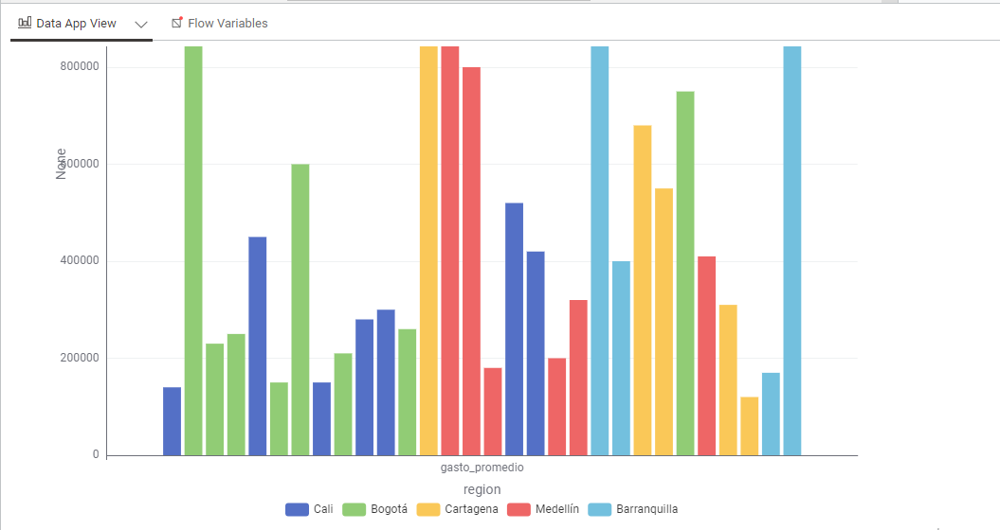 Data App View
Flow Variables
800000
600000
400000
200000
0
None
gasto_promedio
region
Cali
Bogotá
Cartagena
Medellín
Barranquilla